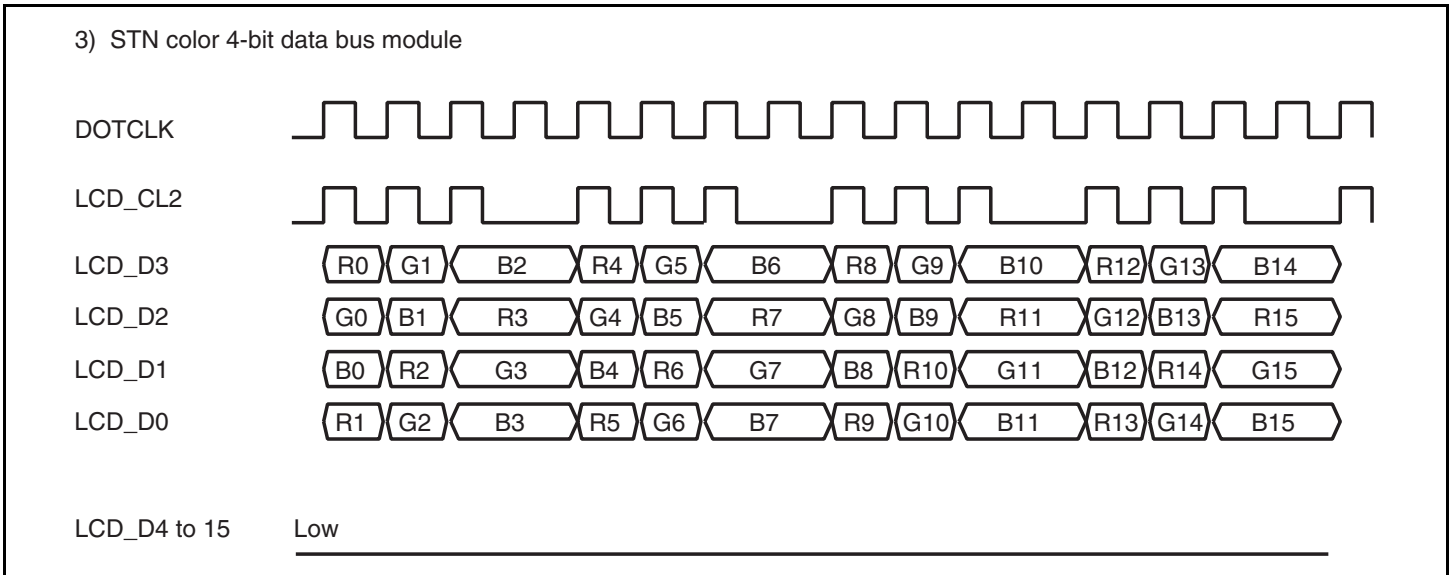 3) STN color 4-bit data bus module
DOTCLK
LCD_CL2
LCD_D3 R0 G1 B2 R4 G5 B6 R8 G9 B10 R12 G13 B14
LCD_D2 G0 B1 R3 G4 B5 R7 G8 B9 R11 G12 B13 R15
LCD_D1 B0 R2 G3 B4 R6 G7 B8 R10 G11 B12 R14 G15
LCD_D0 R1 G2 B3 R5 G6 B7 R9 G10 B11 R13 G14 B15
LCD_D4 to 15 Low